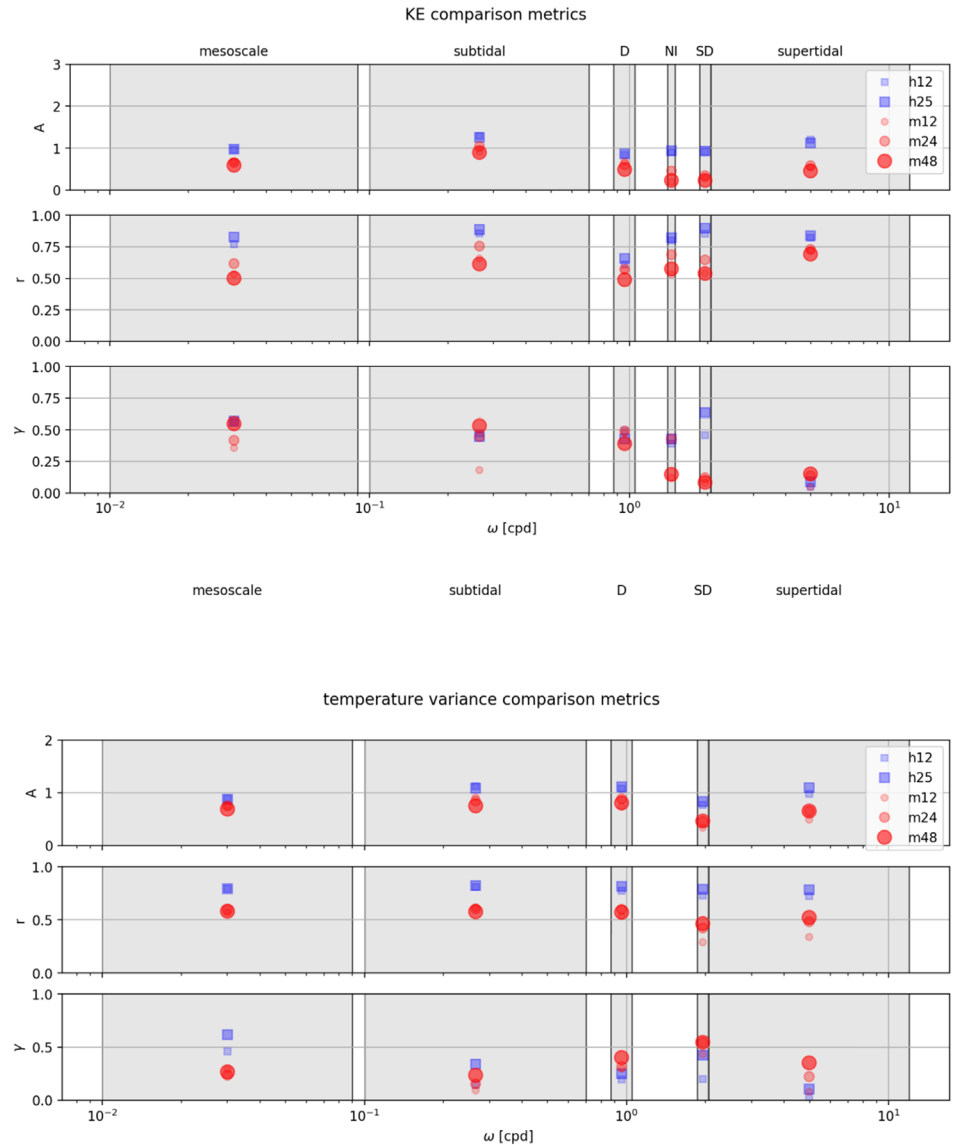 KE comparison metrics
mesoscale subtidal D NI SD supertidal
3
2
1
0
A
h12
h25
m12
m24
m48
1.00
0.75
0.50
0.25
0.00
r
1.00
0.75
0.50
0.25
0.00
γ
10⁻² 10⁻¹ 10⁰ 10¹
ω [cpd]
mesoscale subtidal D SD supertidal
temperature variance comparison metrics
2
1
0
A
h12
h25
m12
m24
m48
1.0
0.5
0.0
r
1.0
0.5
0.0
γ
10⁻² 10⁻¹ 10⁰ 10¹
ω [cpd]